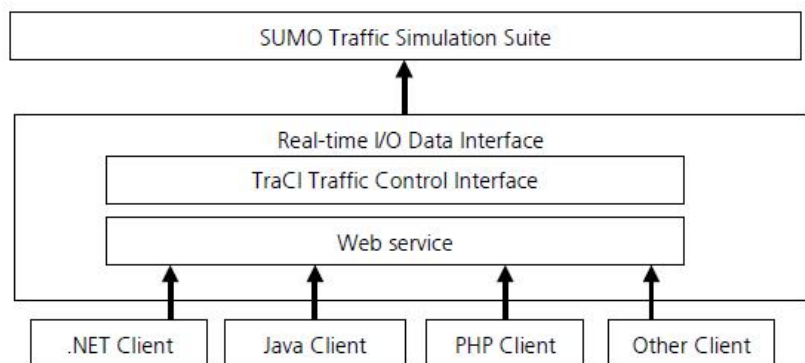 SUMO Traffic Simulation Suite
Real-time I/O Data Interface
TraCI Traffic Control Interface
Web service
.NET Client
Java Client
PHP Client
Other Client